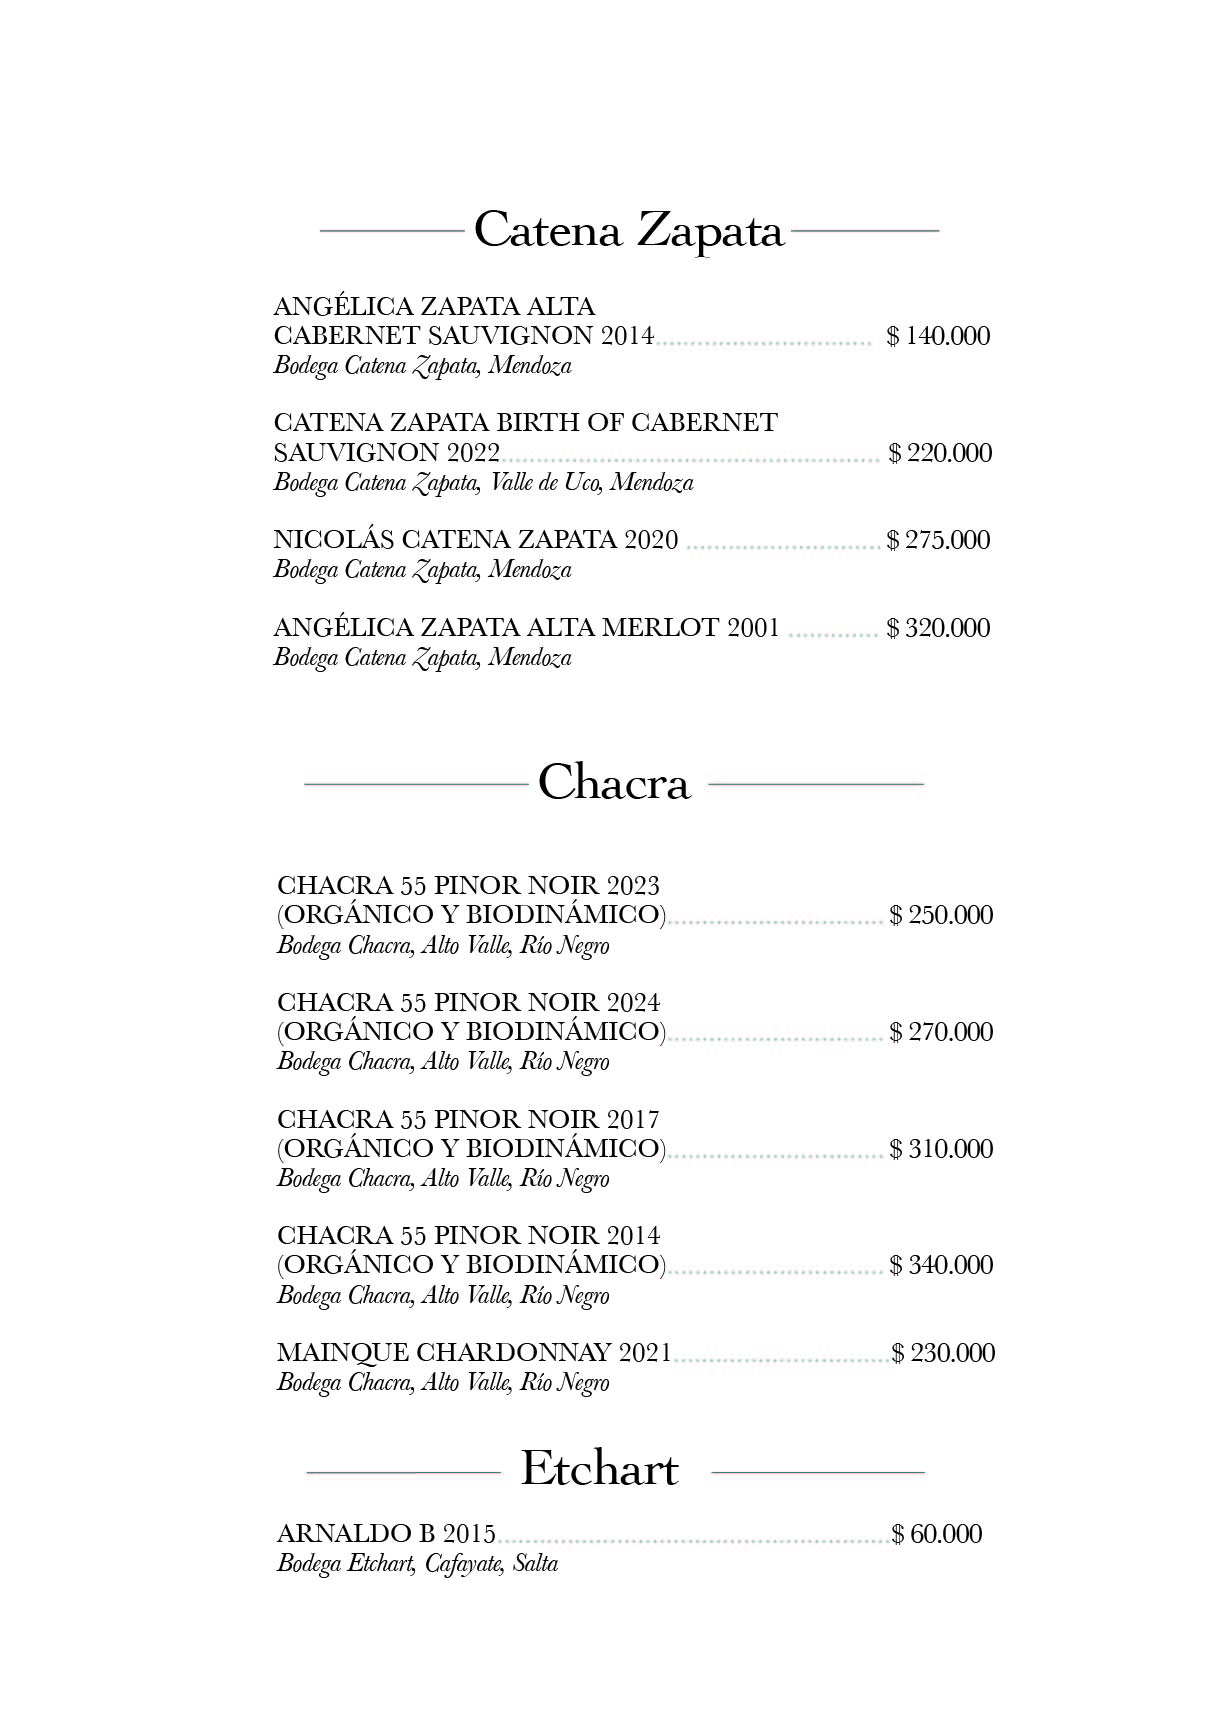 Catena Zapata
ANGÉLICA ZAPATA ALTA
CABERNET SAUVIGNON 2014.............................. $ 140.000
Bodega Catena Zapata, Mendoza
CATENA ZAPATA BIRTH OF CABERNET
SAUVIGNON 2022..................................................... $ 220.000
Bodega Catena Zapata, Valle de Uco, Mendoza
NICOLÁS CATENA ZAPATA 2020 ........................... $ 275.000
Bodega Catena Zapata, Mendoza
ANGÉLICA ZAPATA ALTA MERLOT 2001 ............. $ 320.000
Bodega Catena Zapata, Mendoza
Chacra
CHACRA 55 PINOR NOIR 2023
(ORGÁNICO Y BIODINÁMICO).............................. $ 250.000
Bodega Chacra, Alto Valle, Río Negro
CHACRA 55 PINOR NOIR 2024
(ORGÁNICO Y BIODINÁMICO).............................. $ 270.000
Bodega Chacra, Alto Valle, Río Negro
CHACRA 55 PINOR NOIR 2017
(ORGÁNICO Y BIODINÁMICO).............................. $ 310.000
Bodega Chacra, Alto Valle, Río Negro
CHACRA 55 PINOR NOIR 2014
(ORGÁNICO Y BIODINÁMICO).............................. $ 340.000
Bodega Chacra, Alto Valle, Río Negro
MAINQUE CHARDONNAY 2021..............................$ 230.000
Bodega Chacra, Alto Valle, Río Negro
Etchart
ARNALDO B 2015.......................................................$ 60.000
Bodega Etchart, Cafayate, Salta